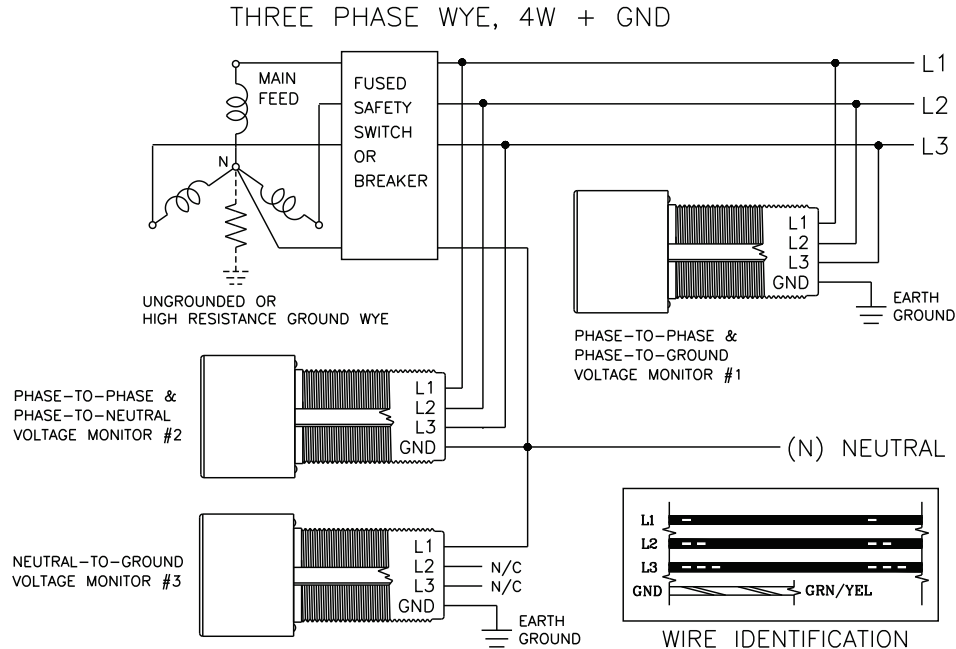 THREE PHASE WYE, 4W + GND
MAIN
FEED
FUSED
SAFETY
SWITCH
OR
BREAKER
L1
L2
L3
N
UNGROUNDED OR
HIGH RESISTANCE GROUND WYE
L1
L2
L3
GND
EARTH
GROUND
PHASE-TO-PHASE &
PHASE-TO-GROUND
VOLTAGE MONITOR #1
PHASE-TO-PHASE &
PHASE-TO-NEUTRAL
VOLTAGE MONITOR #2
L1
L2
L3
GND
(N) NEUTRAL
NEUTRAL-TO-GROUND
VOLTAGE MONITOR #3
L1
L2
L3
GND
N/C
N/C
EARTH
GROUND
L1
L2
L3
GND
GRN/YEL
WIRE IDENTIFICATION